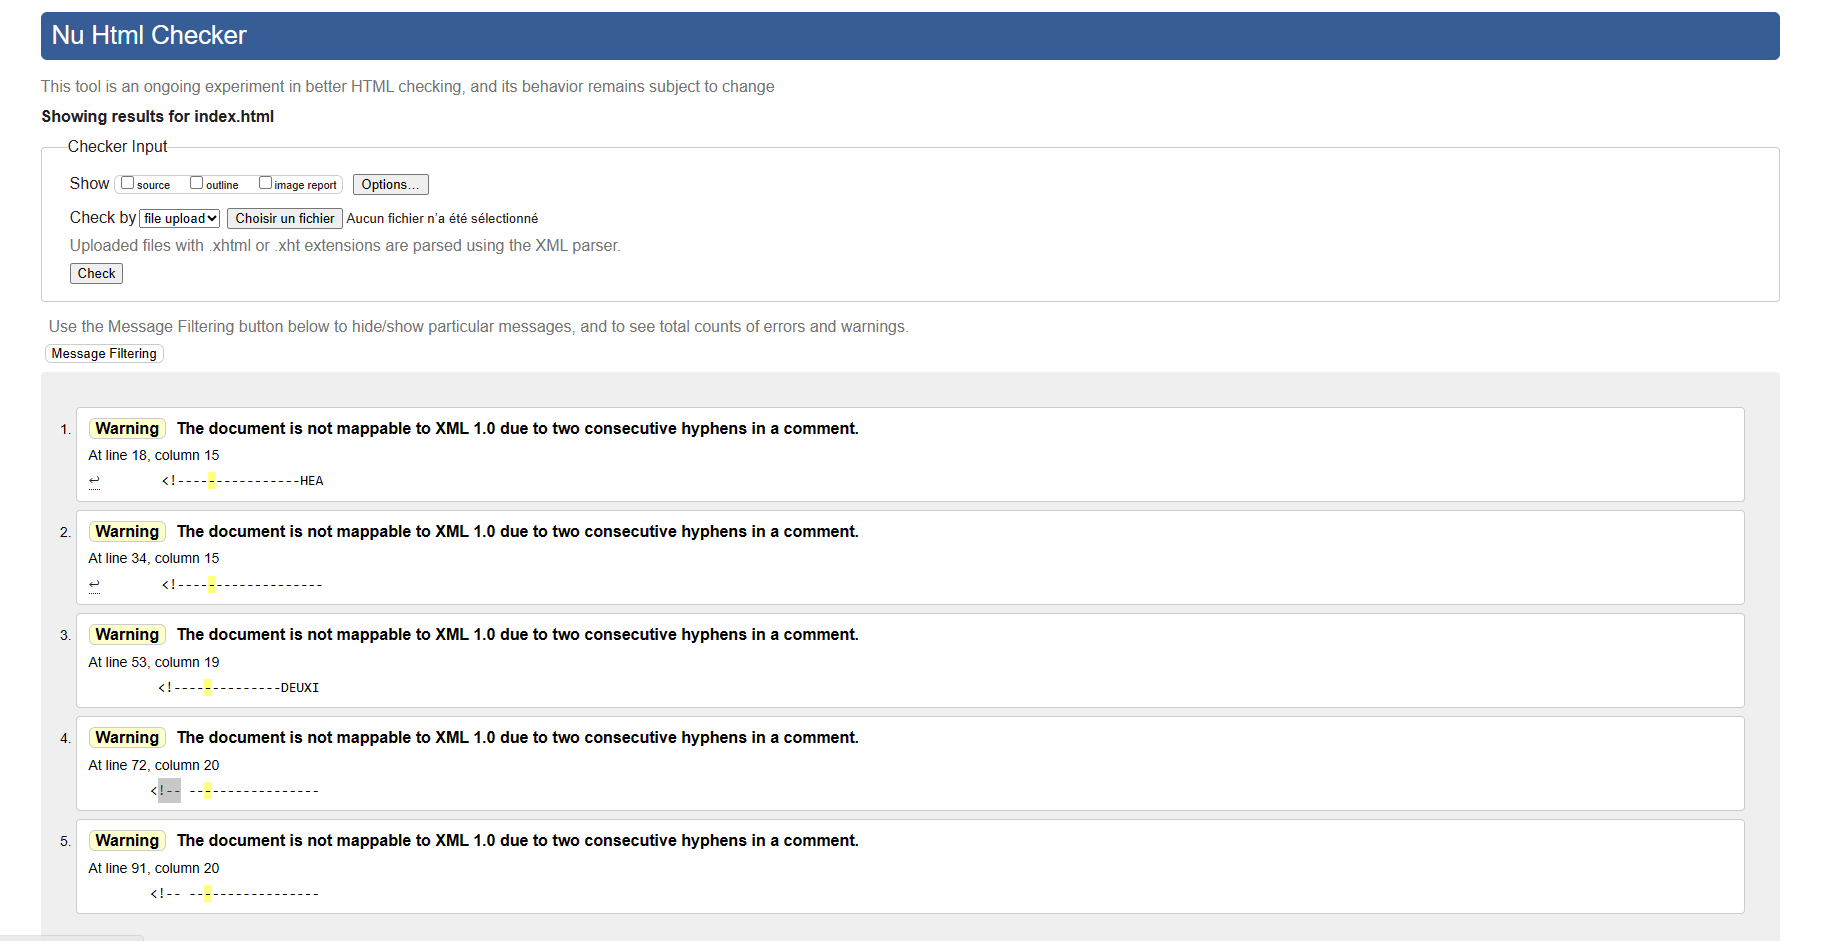 Nu Html Checker
This tool is an ongoing experiment in better HTML checking, and its behavior remains subject to change
Showing results for index.html
Checker Input
Show source outline image report Options...
Check by file upload Choisir un fichier Aucun fichier n'a été sélectionné
Uploaded files with .xhtml or .xht extensions are parsed using the XML parser.
Check
Use the Message Filtering button below to hide/show particular messages, and to see total counts of errors and warnings.
Message Filtering
1. Warning The document is not mappable to XML 1.0 due to two consecutive hyphens in a comment.
At line 18, column 15
↩ <!----------------HEA
2. Warning The document is not mappable to XML 1.0 due to two consecutive hyphens in a comment.
At line 34, column 15
↩ <!-------------------
3. Warning The document is not mappable to XML 1.0 due to two consecutive hyphens in a comment.
At line 53, column 19
<!--------------DEUXI
4. Warning The document is not mappable to XML 1.0 due to two consecutive hyphens in a comment.
At line 72, column 20
<!-- -----------------
5. Warning The document is not mappable to XML 1.0 due to two consecutive hyphens in a comment.
At line 91, column 20
<!-- -----------------